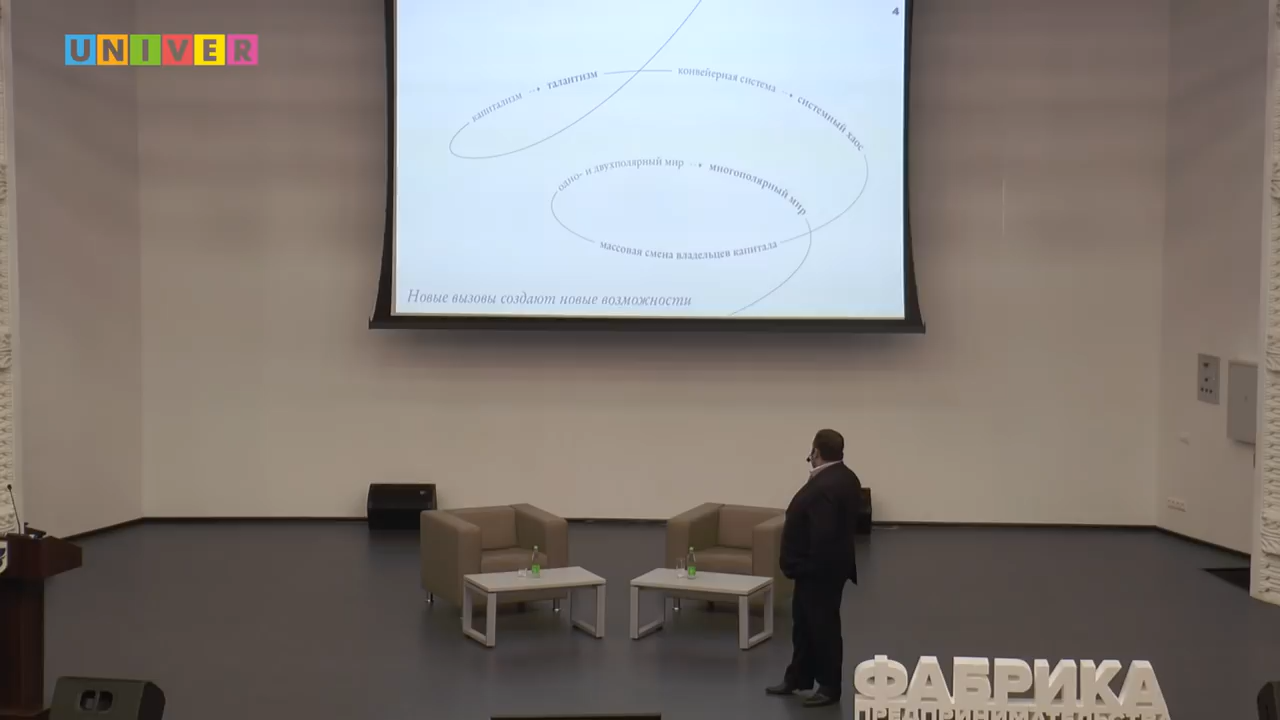 UNIVER
4
капитализм ··• талантизм
конвейерная система ··• системный хаос
одно- и двухполярный мир ··• многополярный мир
массовая смена владельцев капитала
Новые вызовы создают новые возможности
ФАБРИКА
ПРЕДПРИНИМАТЕЛЬСТВА